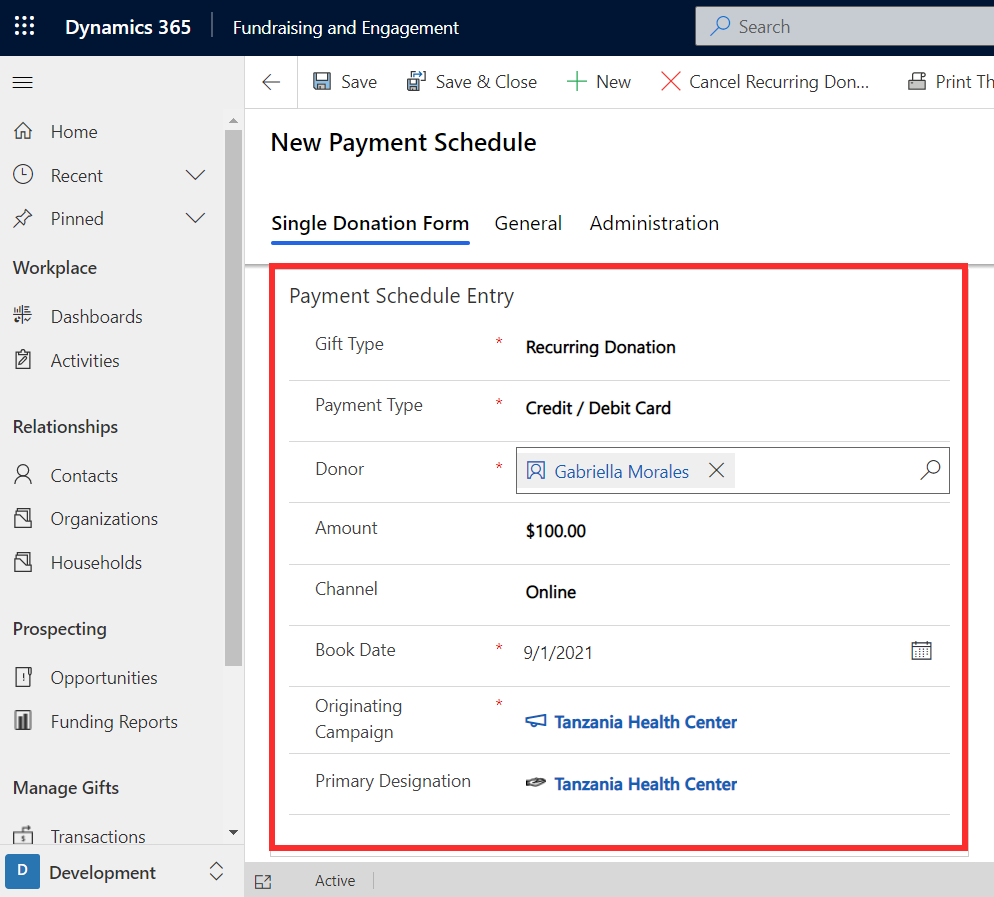 Dynamics 365
Fundraising and Engagement
Search
Save
Save & Close
New
Cancel Recurring Don...
Print Th
Home
Recent
Pinned
Workplace
Dashboards
Activities
Relationships
Contacts
Organizations
Households
Prospecting
Opportunities
Funding Reports
Manage Gifts
Transactions
D
Development
New Payment Schedule
Single Donation Form
General
Administration
Payment Schedule Entry
Gift Type * Recurring Donation
Payment Type * Credit / Debit Card
Donor * Gabriella Morales
Amount $100.00
Channel Online
Book Date * 9/1/2021
Originating *
Campaign
Tanzania Health Center
Primary Designation Tanzania Health Center
Active